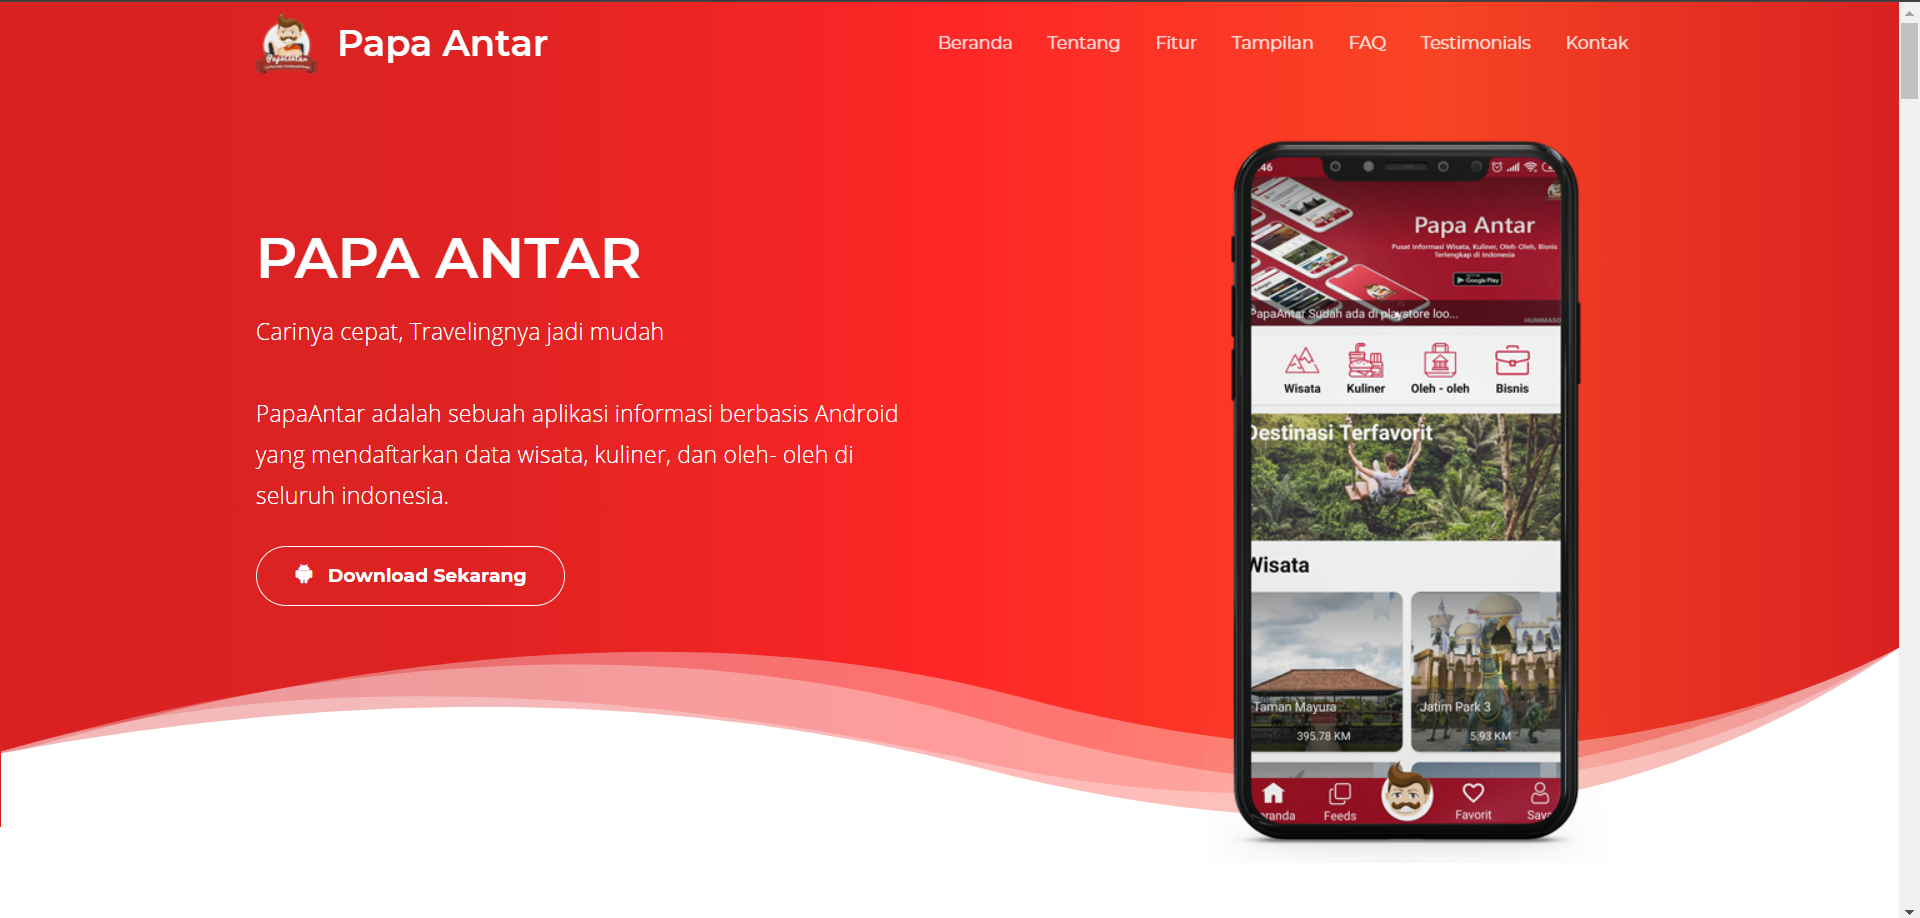 Papa Antar
Beranda Tentang Fitur Tampilan FAQ Testimonials Kontak
PAPA ANTAR
Carinya cepat, Travelingnya jadi mudah
PapaAntar adalah sebuah aplikasi informasi berbasis Android
yang mendaftarkan data wisata, kuliner, dan oleh- oleh di
seluruh indonesia.
Download Sekarang
:46
Papa Antar
Pusat Informasi Wisata, Kuliner, Oleh-Oleh, Bisnis
Terlengkap di Indonesia
Google Play
PapaAntar Sudah ada di playstore loo...
HUMMASO
Wisata Kuliner Oleh - oleh Bisnis
Destinasi Terfavorit
Wisata
Taman Mayura
395.78 KM
Jatim Park 3
5.93 KM
eranda Feeds Favorit Saya